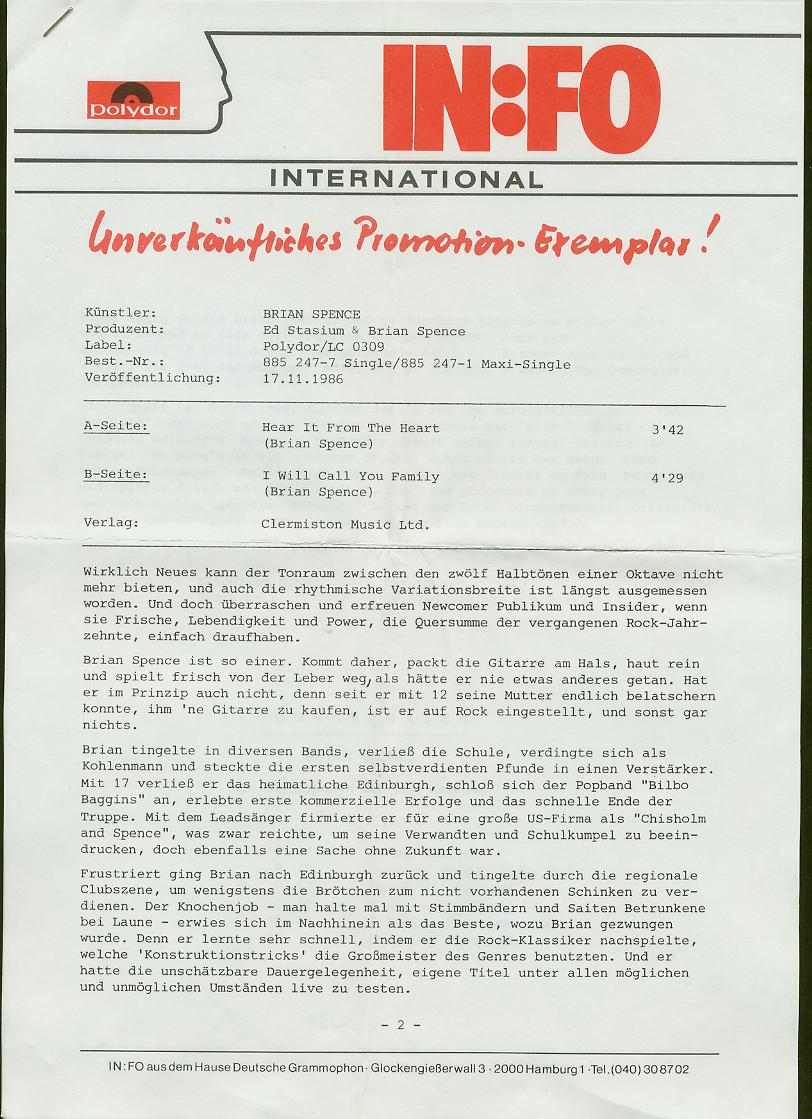 polydor
IN:FO
INTERNATIONAL
Unverkäufliches Promotion-Exemplar!
Künstler: BRIAN SPENCE
Produzent: Ed Stasium & Brian Spence
Label: Polydor/LC 0309
Best.-Nr.: 885 247-7 Single/885 247-1 Maxi-Single
Veröffentlichung: 17.11.1986
A-Seite: Hear It From The Heart 3'42
(Brian Spence)
B-Seite: I Will Call You Family 4'29
(Brian Spence)
Verlag: Clermiston Music Ltd.
Wirklich Neues kann der Tonraum zwischen den zwölf Halbtönen einer Oktave nicht
mehr bieten, und auch die rhythmische Variationsbreite ist längst ausgemessen
worden. Und doch überraschen und erfreuen Newcomer Publikum und Insider, wenn
sie Frische, Lebendigkeit und Power, die Quersumme der vergangenen Rock-Jahr-
zehnte, einfach draufhaben.
Brian Spence ist so einer. Kommt daher, packt die Gitarre am Hals, haut rein
und spielt frisch von der Leber weg, als hätte er nie etwas anderes getan. Hat
er im Prinzip auch nicht, denn seit er mit 12 seine Mutter endlich belatschern
konnte, ihm 'ne Gitarre zu kaufen, ist er auf Rock eingestellt, und sonst gar
nichts.
Brian tingelte in diversen Bands, verließ die Schule, verdingte sich als
Kohlenmann und steckte die ersten selbstverdienten Pfunde in einen Verstärker.
Mit 17 verließ er das heimatliche Edinburgh, schloß sich der Popband "Bilbo
Baggins" an, erlebte erste kommerzielle Erfolge und das schnelle Ende der
Truppe. Mit dem Leadsänger firmierte er für eine große US-Firma als "Chisholm
and Spence", was zwar reichte, um seine Verwandten und Schulkumpel zu beein-
drucken, doch ebenfalls eine Sache ohne Zukunft war.
Frustriert ging Brian nach Edinburgh zurück und tingelte durch die regionale
Clubszene, um wenigstens die Brötchen zum nicht vorhandenen Schinken zu ver-
dienen. Der Knochenjob - man halte mal mit Stimmbändern und Saiten Betrunkene
bei Laune - erwies sich im Nachhinein als das Beste, wozu Brian gezwungen
wurde. Denn er lernte sehr schnell, indem er die Rock-Klassiker nachspielte,
welche 'Konstruktionstricks' die Großmeister des Genres benutzten. Und er
hatte die unschätzbare Dauergelegenheit, eigene Titel unter allen möglichen
und unmöglichen Umständen live zu testen.
- 2 -
IN:FO aus dem Hause Deutsche Grammophon · Glockengießerwall 3 · 2000 Hamburg 1 · Tel. (040) 30 87 02